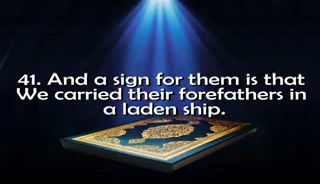 41. And a sign for them is that
We carried their forefathers in
a laden ship.